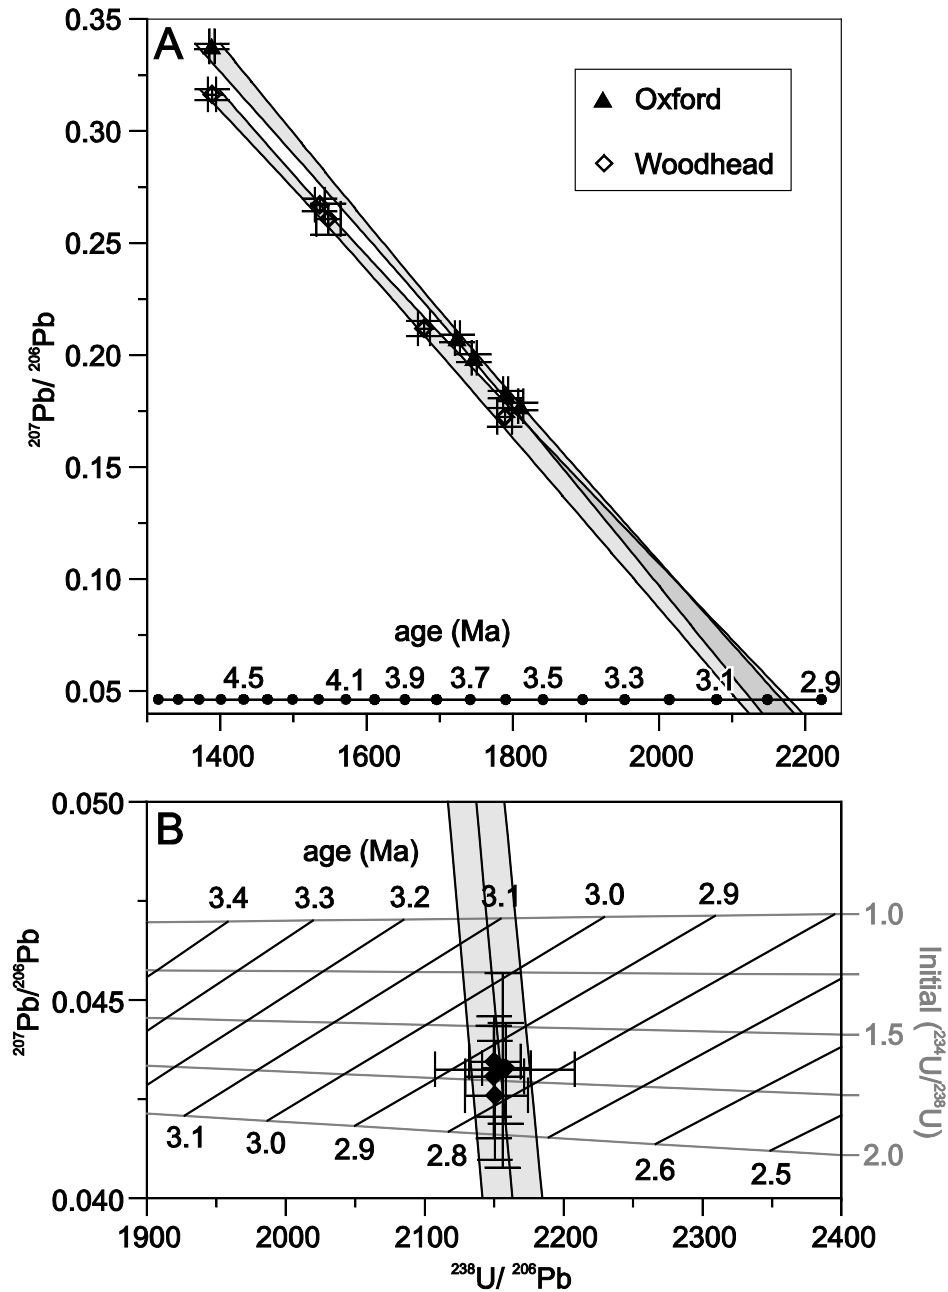 0.35
A
Oxford
Woodhead
0.30
0.25
0.20
0.15
0.10
0.05
²⁰⁷Pb/ ²⁰⁶Pb
age (Ma)
4.5 4.1 3.9 3.7 3.5 3.3 3.1 2.9
1400 1600 1800 2000 2200
0.050
B
age (Ma)
3.4 3.3 3.2 3.1 3.0 2.9
1.0
0.045
1.5
²⁰⁷Pb/²⁰⁶Pb
Initial (²³⁴U/²³⁸U)
3.1 3.0 2.9 2.8 2.6 2.5
2.0
0.040
1900 2000 2100 2200 2300 2400
²³⁸U/ ²⁰⁶Pb